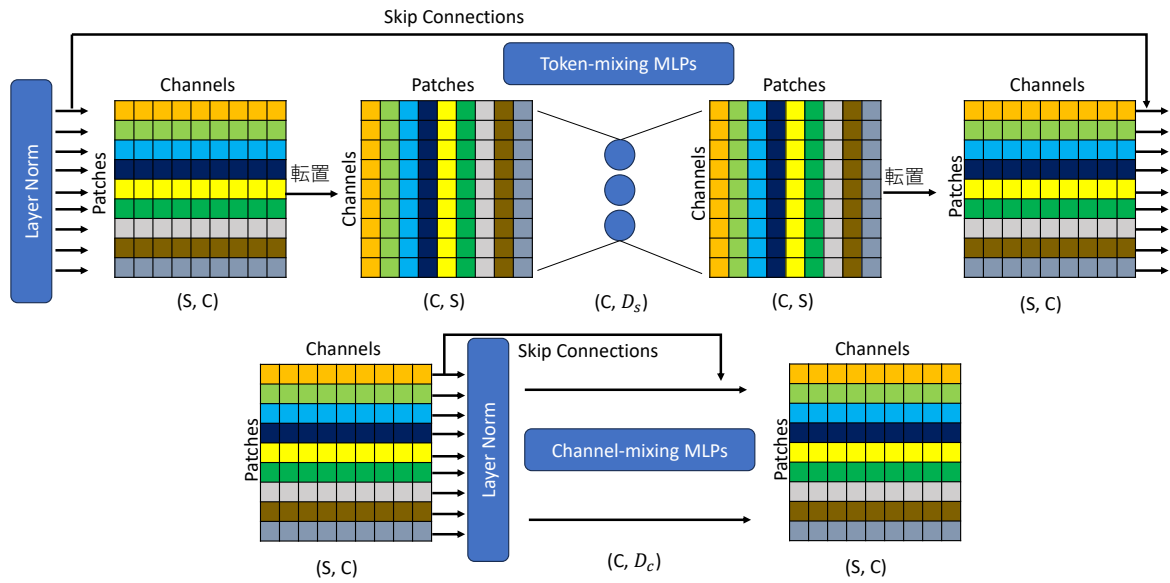 Skip Connections
Token-mixing MLPs
Layer Norm
Channels
Patches
(S, C)
転置
Patches
Channels
(C, S)
(C, D_s)
Patches
Channels
(C, S)
転置
Channels
Patches
(S, C)
Channels
Patches
(S, C)
Layer Norm
Skip Connections
Channel-mixing MLPs
(C, D_c)
Channels
Patches
(S, C)